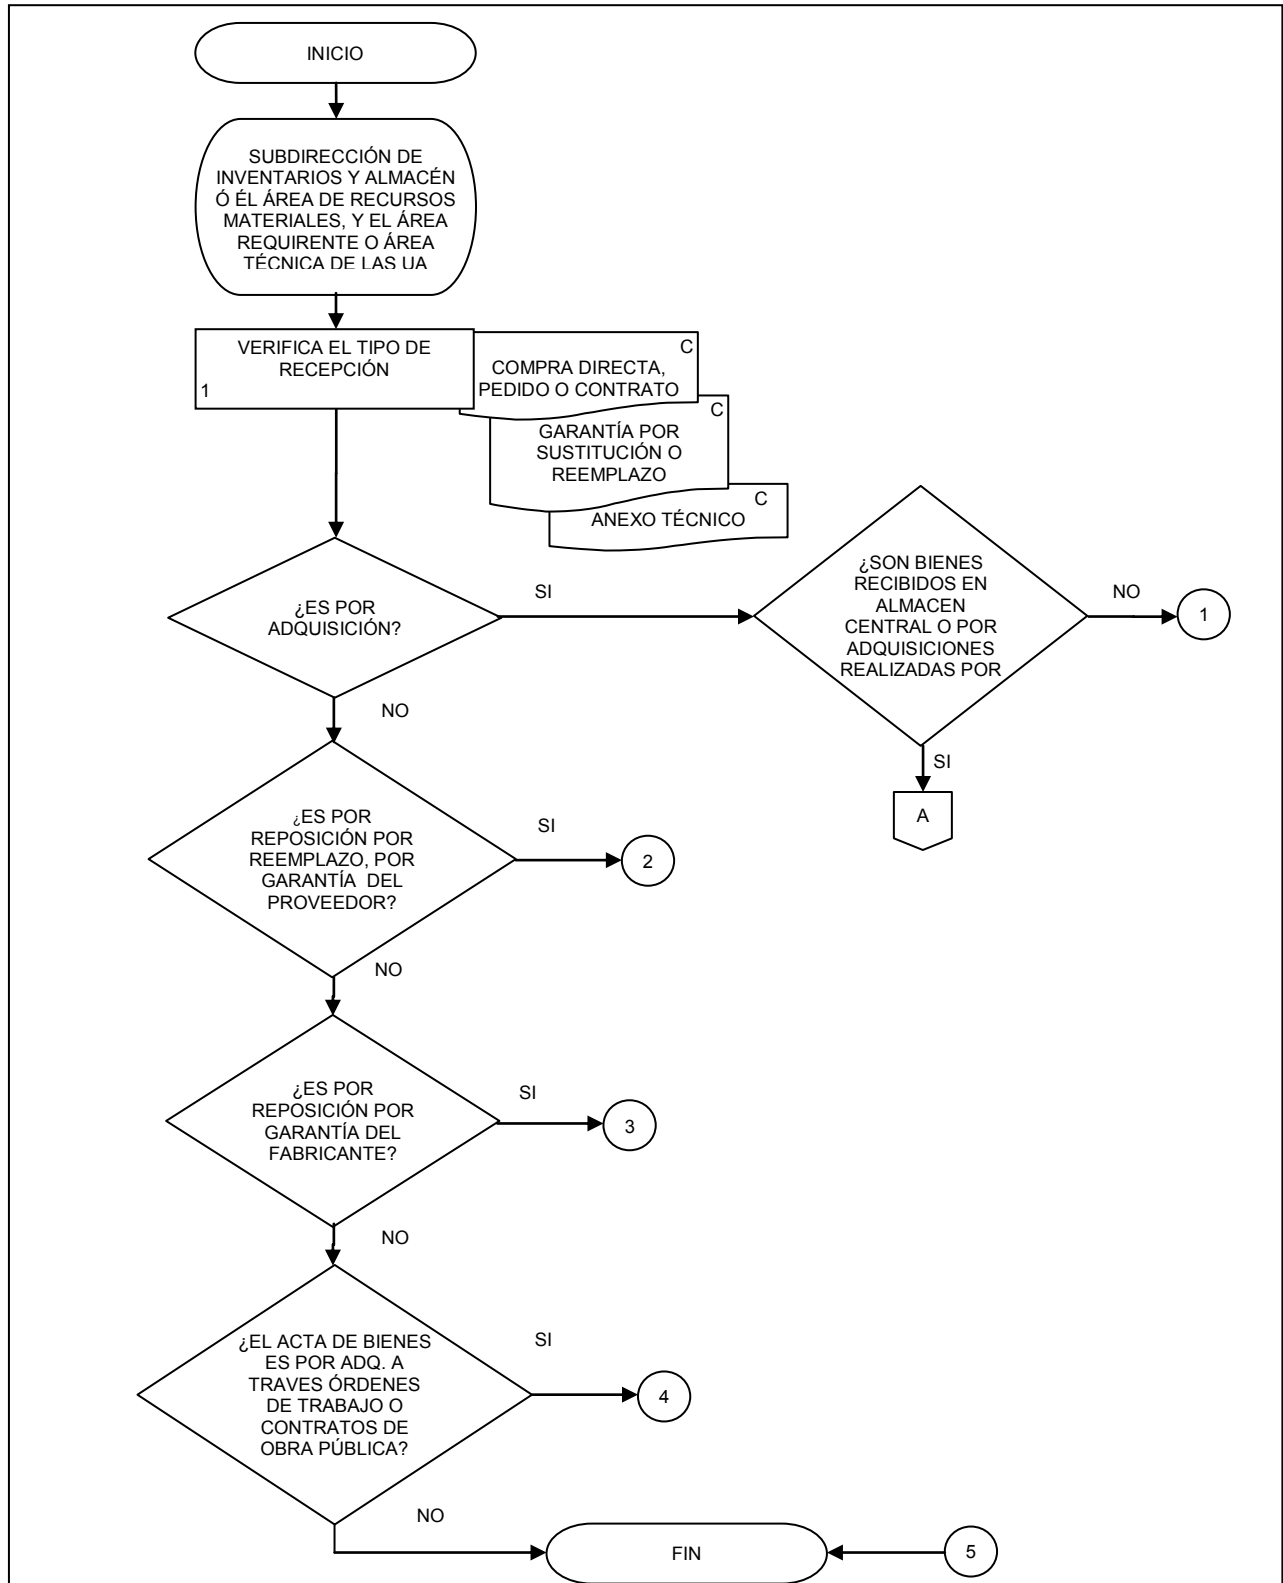 INICIO
SUBDIRECCIÓN DE
INVENTARIOS Y ALMACÉN
Ó ÉL ÁREA DE RECURSOS
MATERIALES, Y EL ÁREA
REQUIRENTE O ÁREA
TÉCNICA DE LAS UA
VERIFICA EL TIPO DE
RECEPCIÓN
1
C
COMPRA DIRECTA,
PEDIDO O CONTRATO
C
GARANTÍA POR
SUSTITUCIÓN O
REEMPLAZO
C
ANEXO TÉCNICO
¿ES POR
ADQUISICIÓN?
SI
¿SON BIENES
RECIBIDOS EN
ALMACEN
CENTRAL O POR
ADQUISICIONES
REALIZADAS POR
NO
1
SI
A
NO
¿ES POR
REPOSICIÓN POR
REEMPLAZO, POR
GARANTÍA DEL
PROVEEDOR?
SI
2
NO
¿ES POR
REPOSICIÓN POR
GARANTÍA DEL
FABRICANTE?
SI
3
NO
¿EL ACTA DE BIENES
ES POR ADQ. A
TRAVES ÓRDENES
DE TRABAJO O
CONTRATOS DE
OBRA PÚBLICA?
SI
4
NO
FIN
5